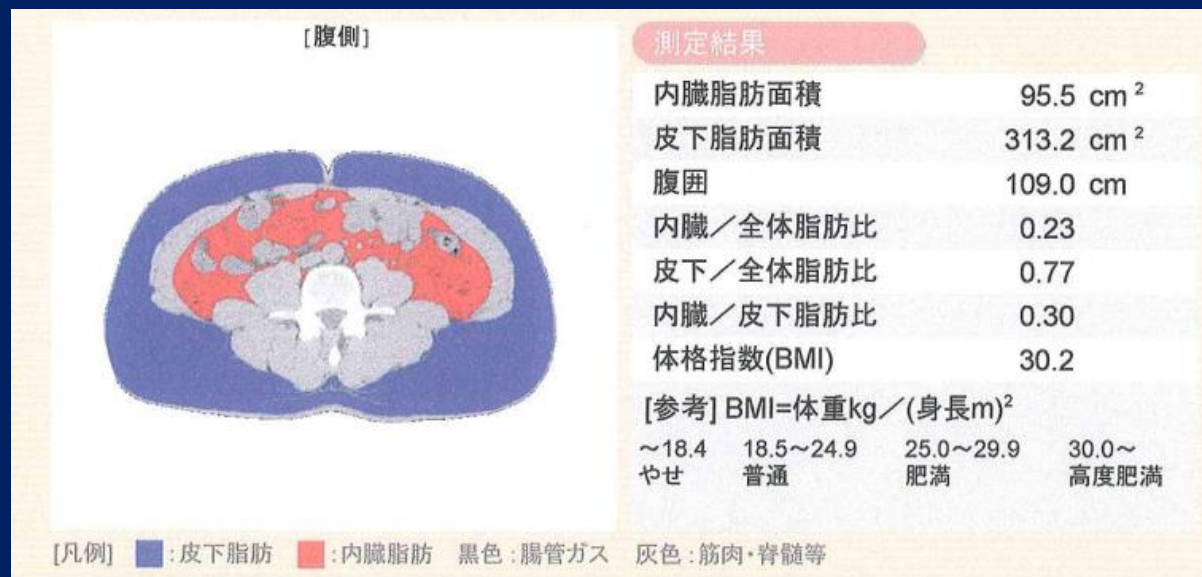 [腹側]
測定結果
内臓脂肪面積 95.5 cm²
皮下脂肪面積 313.2 cm²
腹囲 109.0 cm
内臓／全体脂肪比 0.23
皮下／全体脂肪比 0.77
内臓／皮下脂肪比 0.30
体格指数(BMI) 30.2
[参考] BMI=体重kg／(身長m)²
～18.4 18.5～24.9 25.0～29.9 30.0～
やせ 普通 肥満 高度肥満
[凡例] :皮下脂肪 :内臓脂肪 黒色:腸管ガス 灰色:筋肉・脊髄等